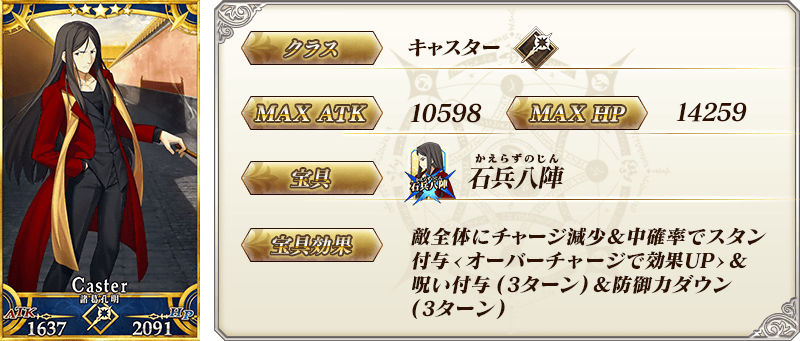 Caster
諸葛孔明
ATK
HP
1637
2091
クラス
キャスター
MAX ATK
10598
MAX HP
14259
宝具
石兵八陣
かえらずのじん
石兵八陣
宝具効果
敵全体にチャージ減少&中確率でスタン
付与<オーバーチャージで効果UP>&
呪い付与(3ターン)&防御力ダウン
(3ターン)